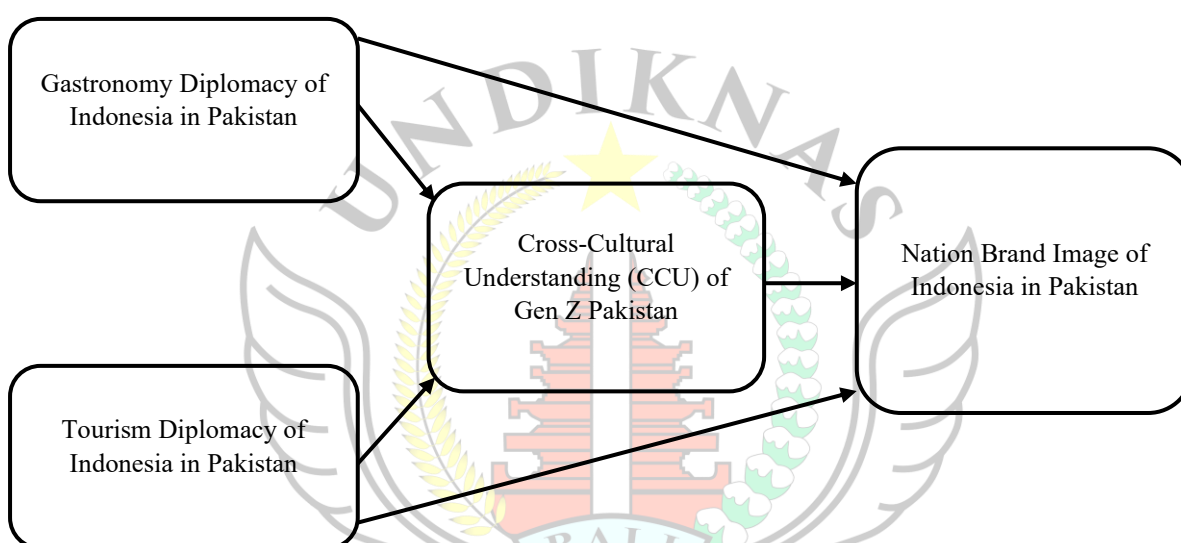 Gastronomy Diplomacy of
Indonesia in Pakistan
UNDIKNAS
Cross-Cultural
Understanding (CCU) of
Gen Z Pakistan
Nation Brand Image of
Indonesia in Pakistan
Tourism Diplomacy of
Indonesia in Pakistan
BALI